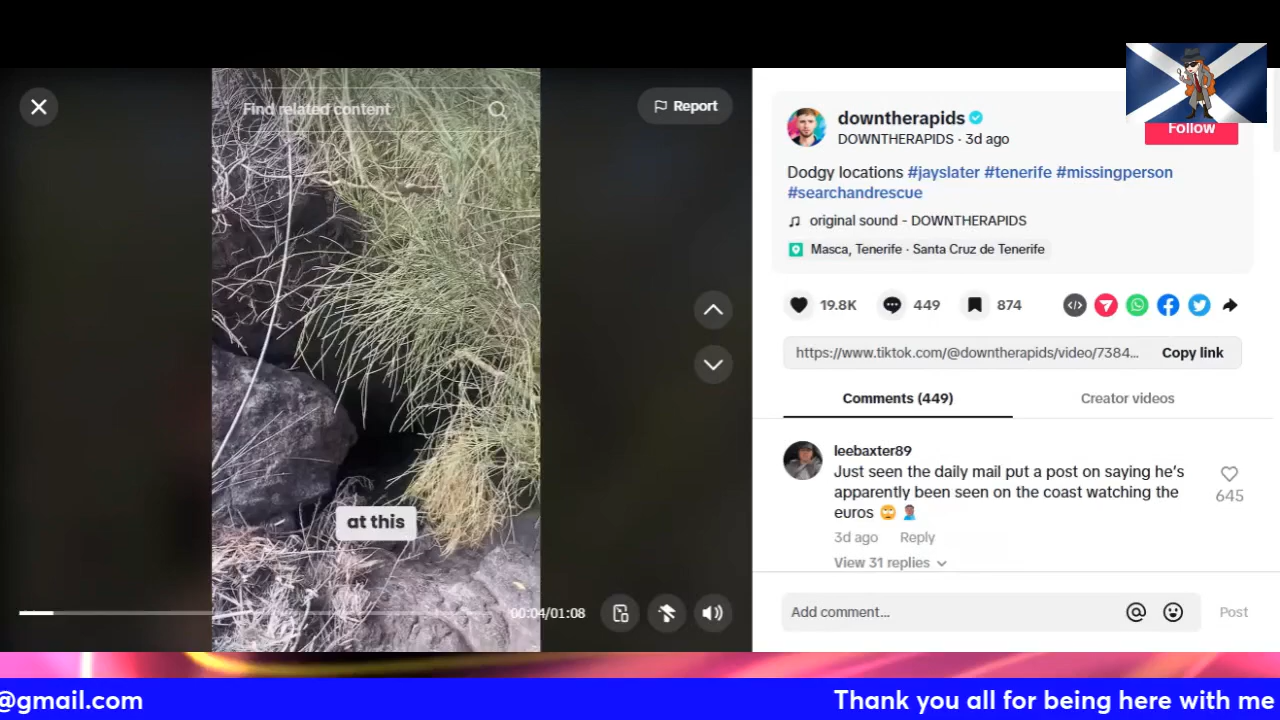 Find related content
Report
at this
00:04/01:08
downtherapids
DOWNTHERAPIDS · 3d ago
Follow
Dodgy locations #jayslater #tenerife #missingperson
#searchandrescue
original sound - DOWNTHERAPIDS
Masca, Tenerife · Santa Cruz de Tenerife
19.8K
449
874
https://www.tiktok.com/@downtherapids/video/7384...
Copy link
Comments (449)
Creator videos
leebaxter89
Just seen the daily mail put a post on saying he's
apparently been seen on the coast watching the
euros 🙄 🤦🏾‍♂️
645
3d ago
Reply
View 31 replies
Add comment...
Post
@gmail.com
Thank you all for being here with me